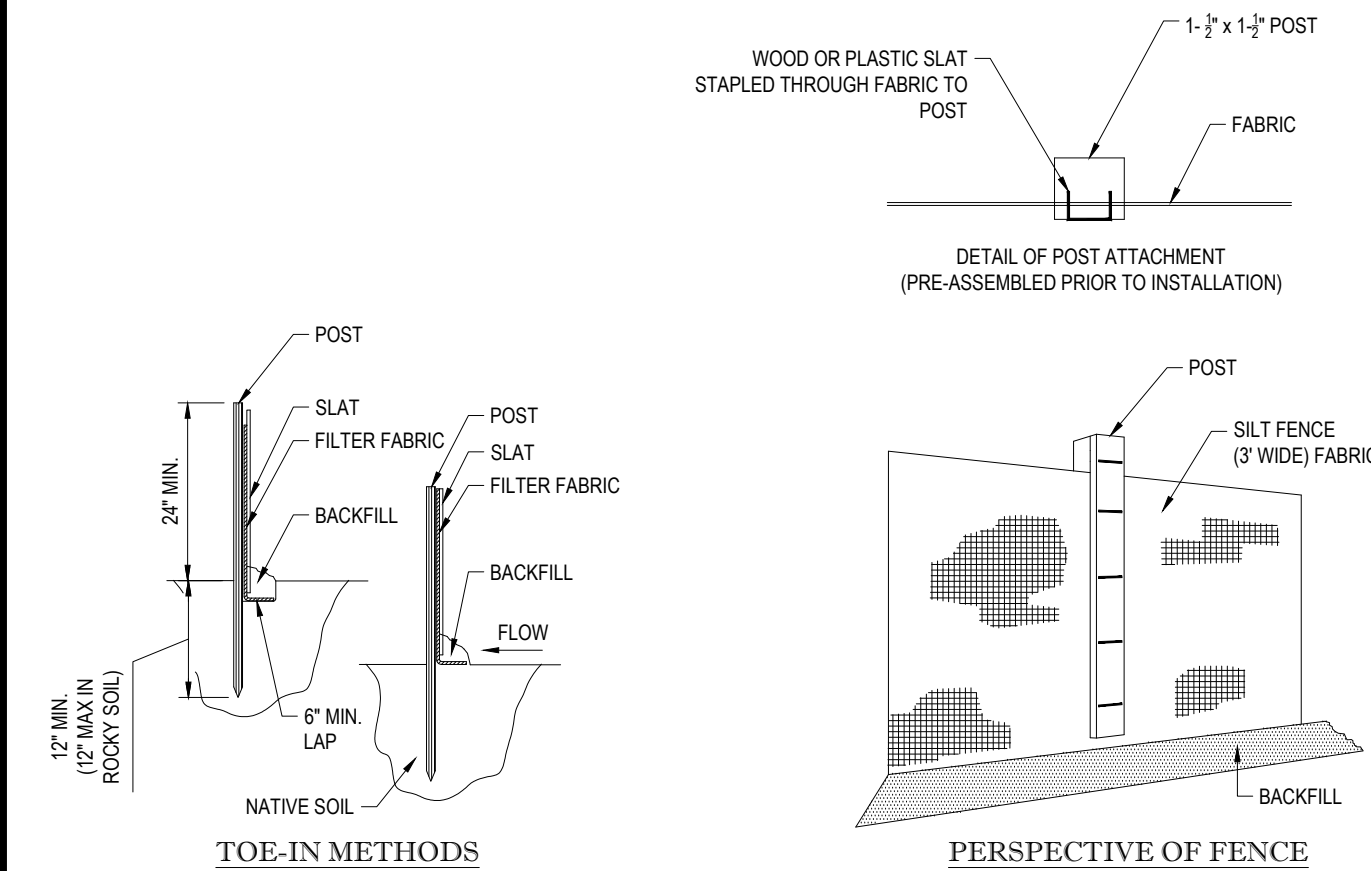 1- 1/2" x 1-1/2" POST
WOOD OR PLASTIC SLAT
STAPLED THROUGH FABRIC TO
POST
FABRIC
DETAIL OF POST ATTACHMENT
(PRE-ASSEMBLED PRIOR TO INSTALLATION)
POST
SLAT
FILTER FABRIC
BACKFILL
24" MIN.
12" MIN.
(12" MAX IN
ROCKY SOIL)
6" MIN.
LAP
POST
SLAT
FILTER FABRIC
BACKFILL
FLOW
NATIVE SOIL
TOE-IN METHODS
POST
SILT FENCE
(3' WIDE) FABRIC
BACKFILL
PERSPECTIVE OF FENCE